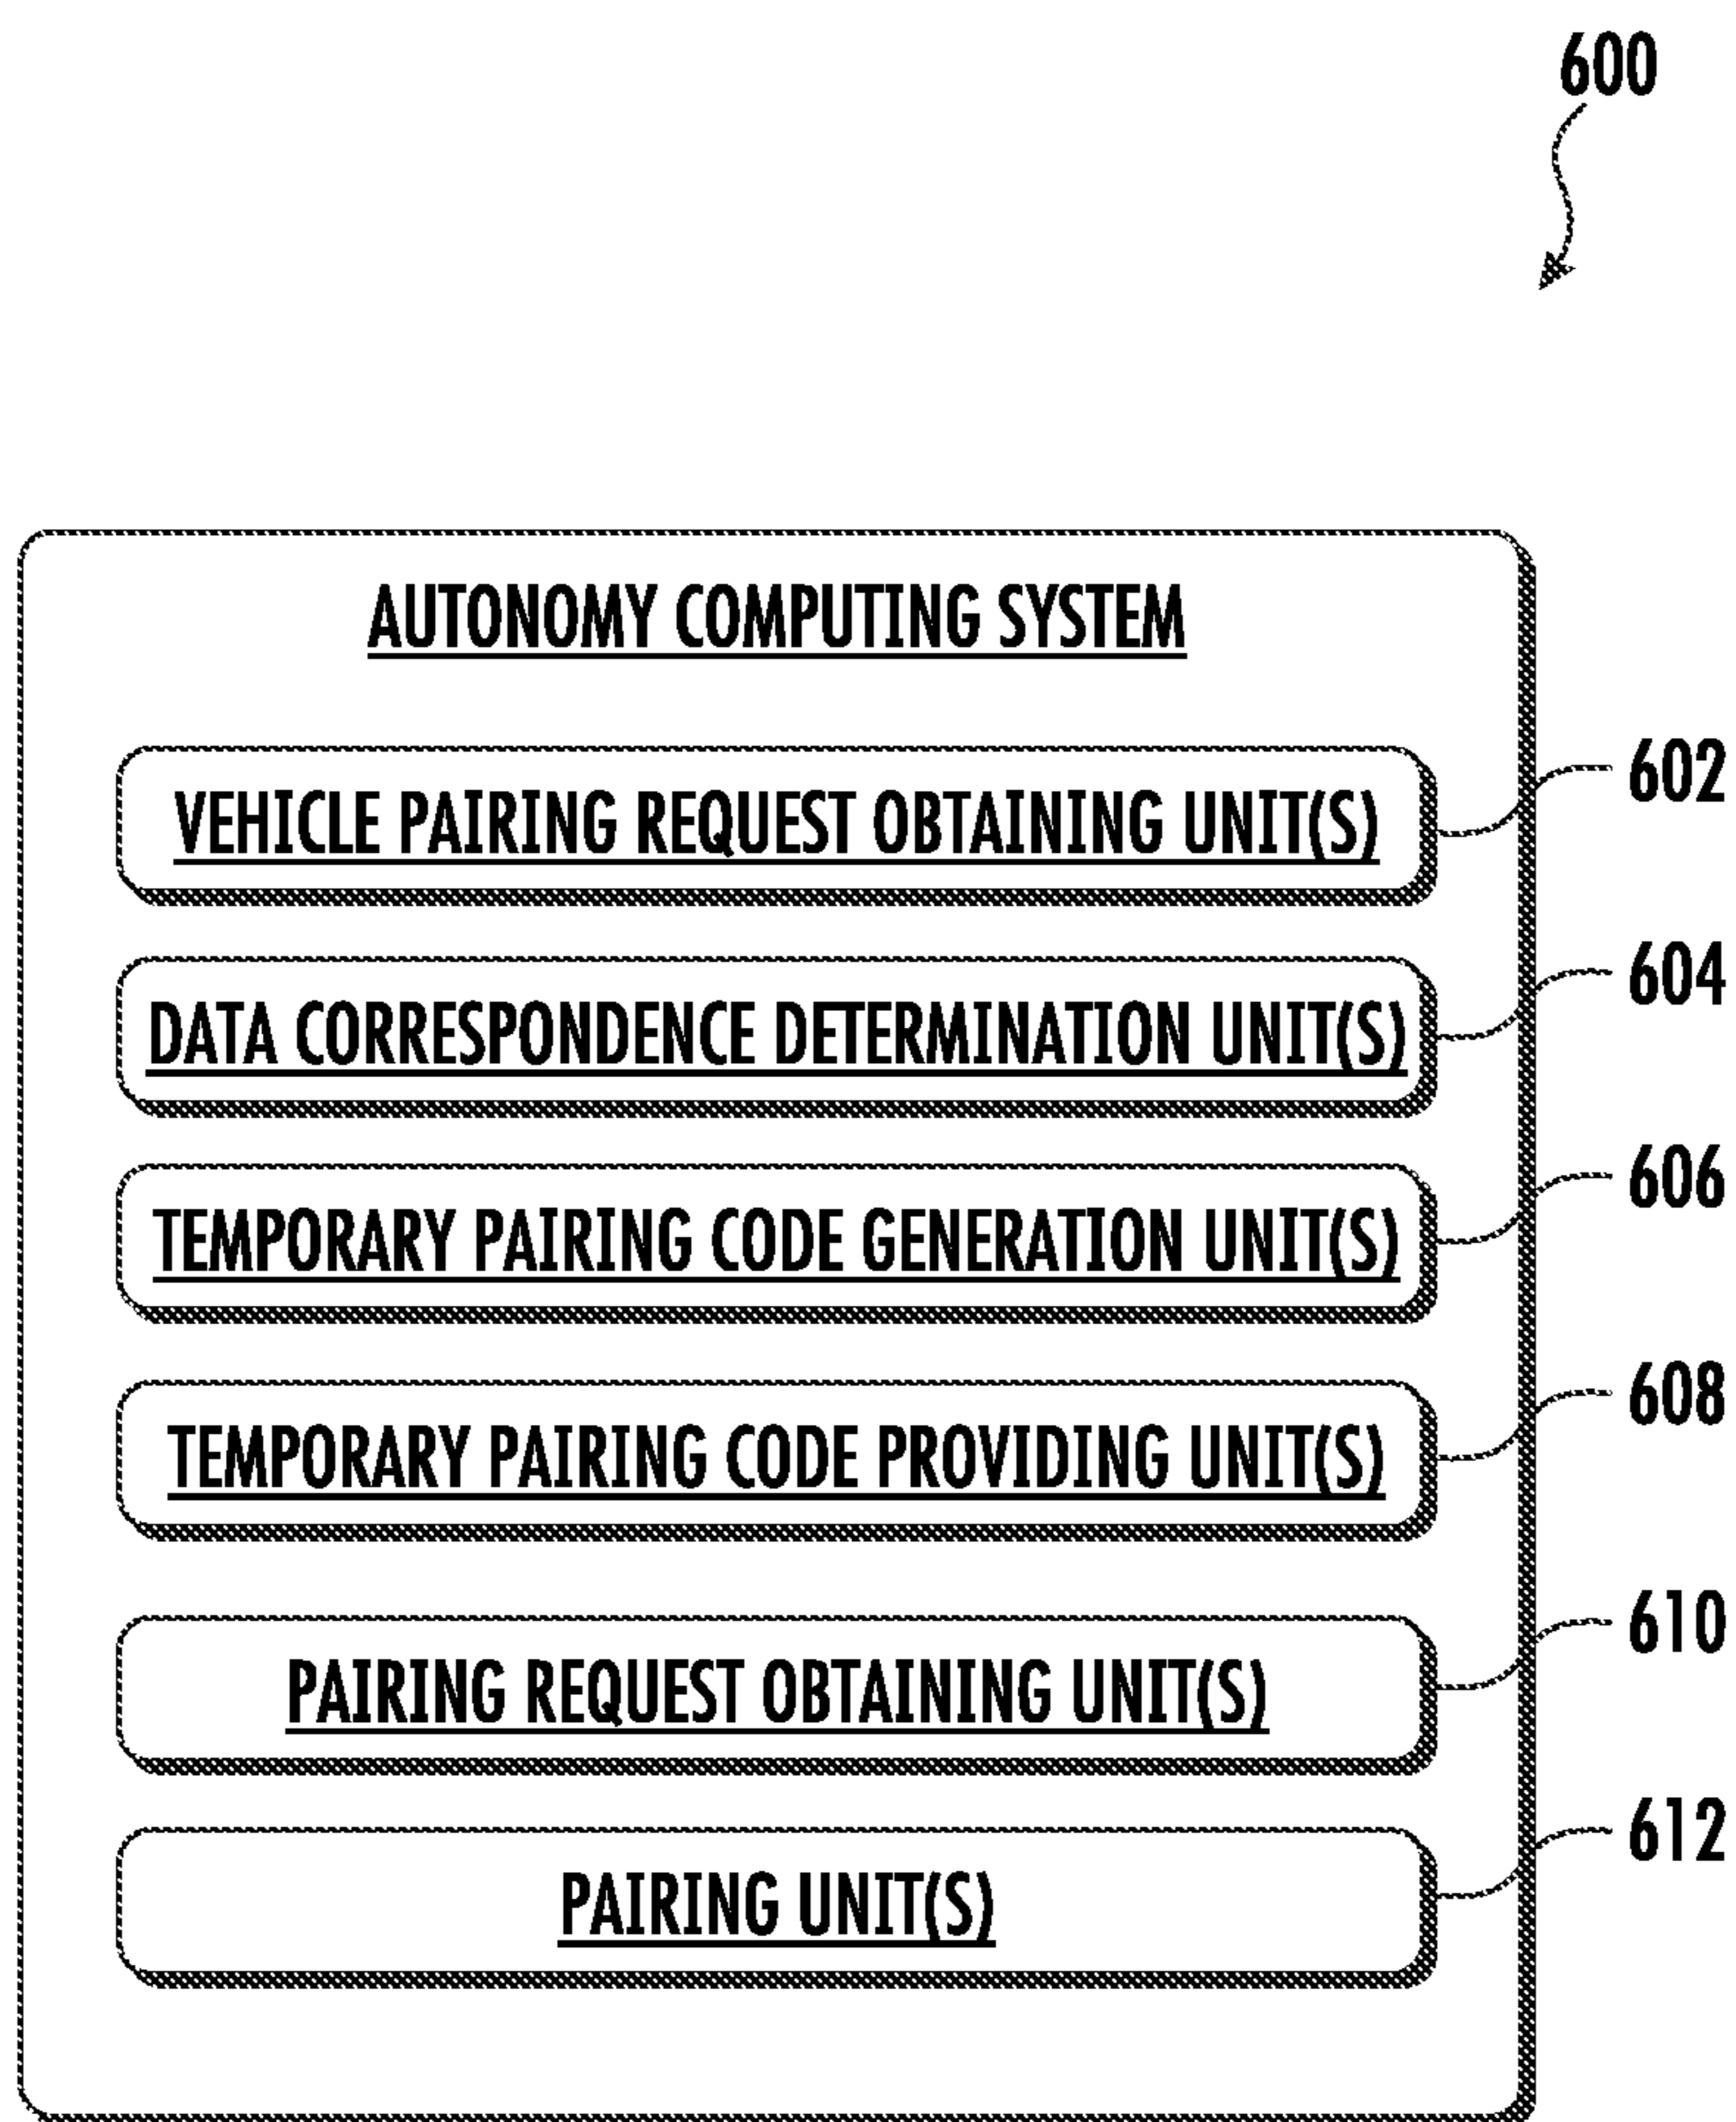 600
AUTONOMY COMPUTING SYSTEM
VEHICLE PAIRING REQUEST OBTAINING UNIT(S)
602
DATA CORRESPONDENCE DETERMINATION UNIT(S)
604
TEMPORARY PAIRING CODE GENERATION UNIT(S)
606
TEMPORARY PAIRING CODE PROVIDING UNIT(S)
608
PAIRING REQUEST OBTAINING UNIT(S)
610
PAIRING UNIT(S)
612